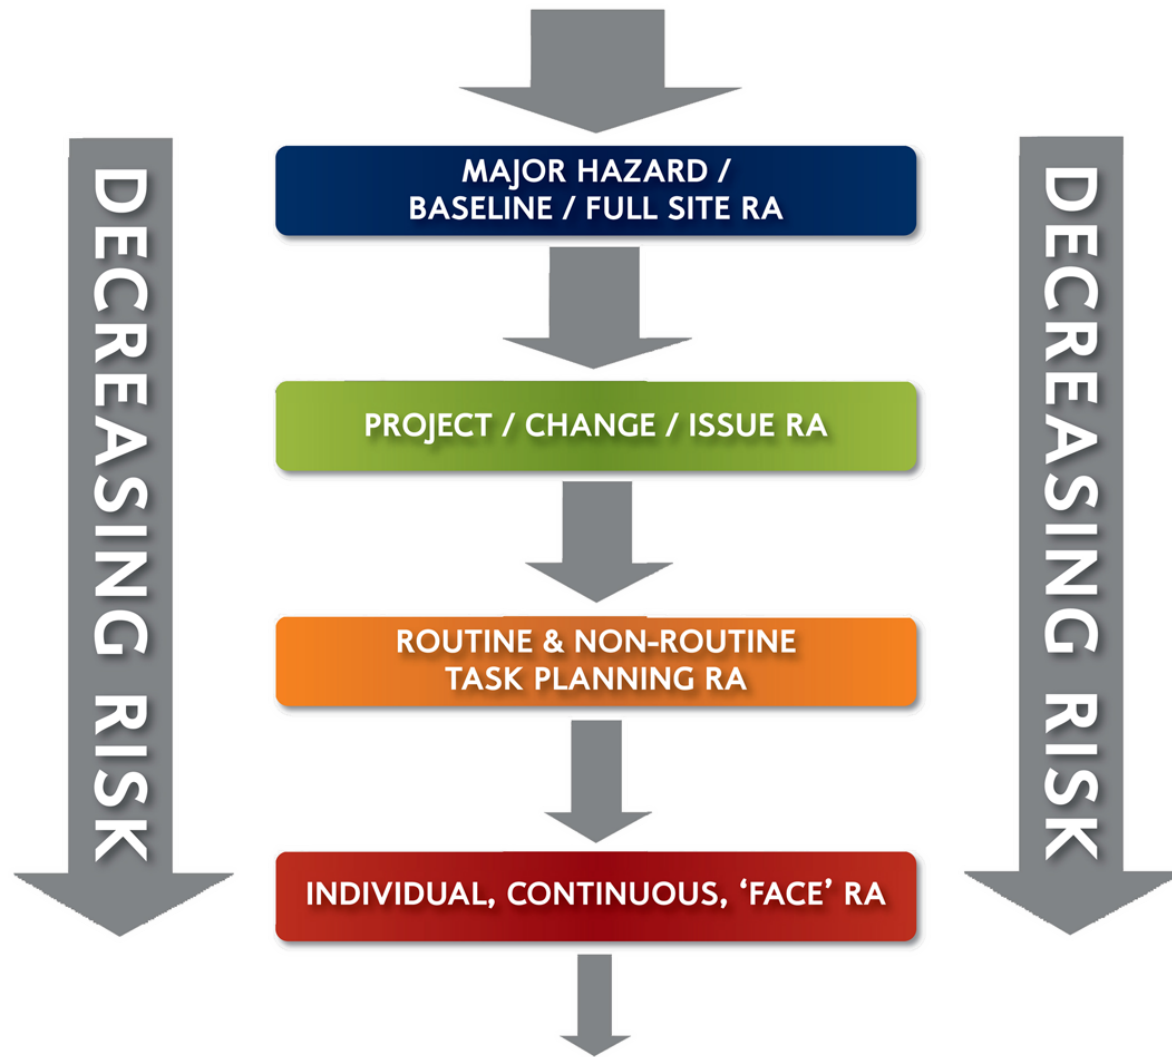 DECREASING RISK
MAJOR HAZARD /
BASELINE / FULL SITE RA
PROJECT / CHANGE / ISSUE RA
ROUTINE & NON-ROUTINE
TASK PLANNING RA
INDIVIDUAL, CONTINUOUS, ‘FACE’ RA
DECREASING RISK